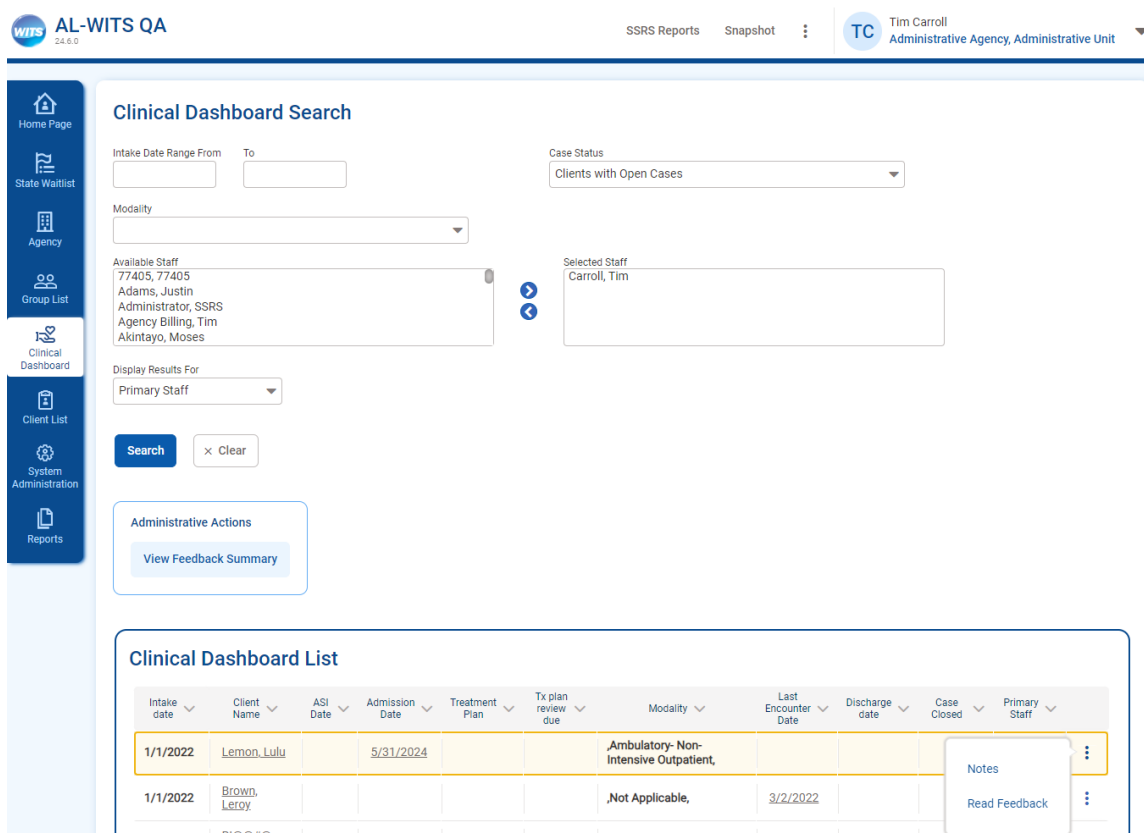 WITS
AL-WITS QA
24.6.0
SSRS Reports
Snapshot
TC
Tim Carroll
Administrative Agency, Administrative Unit
Home Page
State Waitlist
Agency
Group List
Clinical
Dashboard
Client List
System
Administration
Reports
Clinical Dashboard Search
Intake Date Range From
To
Case Status
Clients with Open Cases
Modality
Available Staff
77405, 77405
Adams, Justin
Administrator, SSRS
Agency Billing, Tim
Akintayo, Moses
Selected Staff
Carroll, Tim
Display Results For
Primary Staff
Search
× Clear
Administrative Actions
View Feedback Summary
Clinical Dashboard List
Intake
date
Client
Name
ASI
Date
Admission
Date
Treatment
Plan
Tx plan
review
due
Modality
Last
Encounter
Date
Discharge
date
Case
Closed
Primary
Staff
1/1/2022
Lemon, Lulu
5/31/2024
,Ambulatory- Non-
Intensive Outpatient,
Notes
Read Feedback
1/1/2022
Brown,
Leroy
,Not Applicable,
3/2/2022